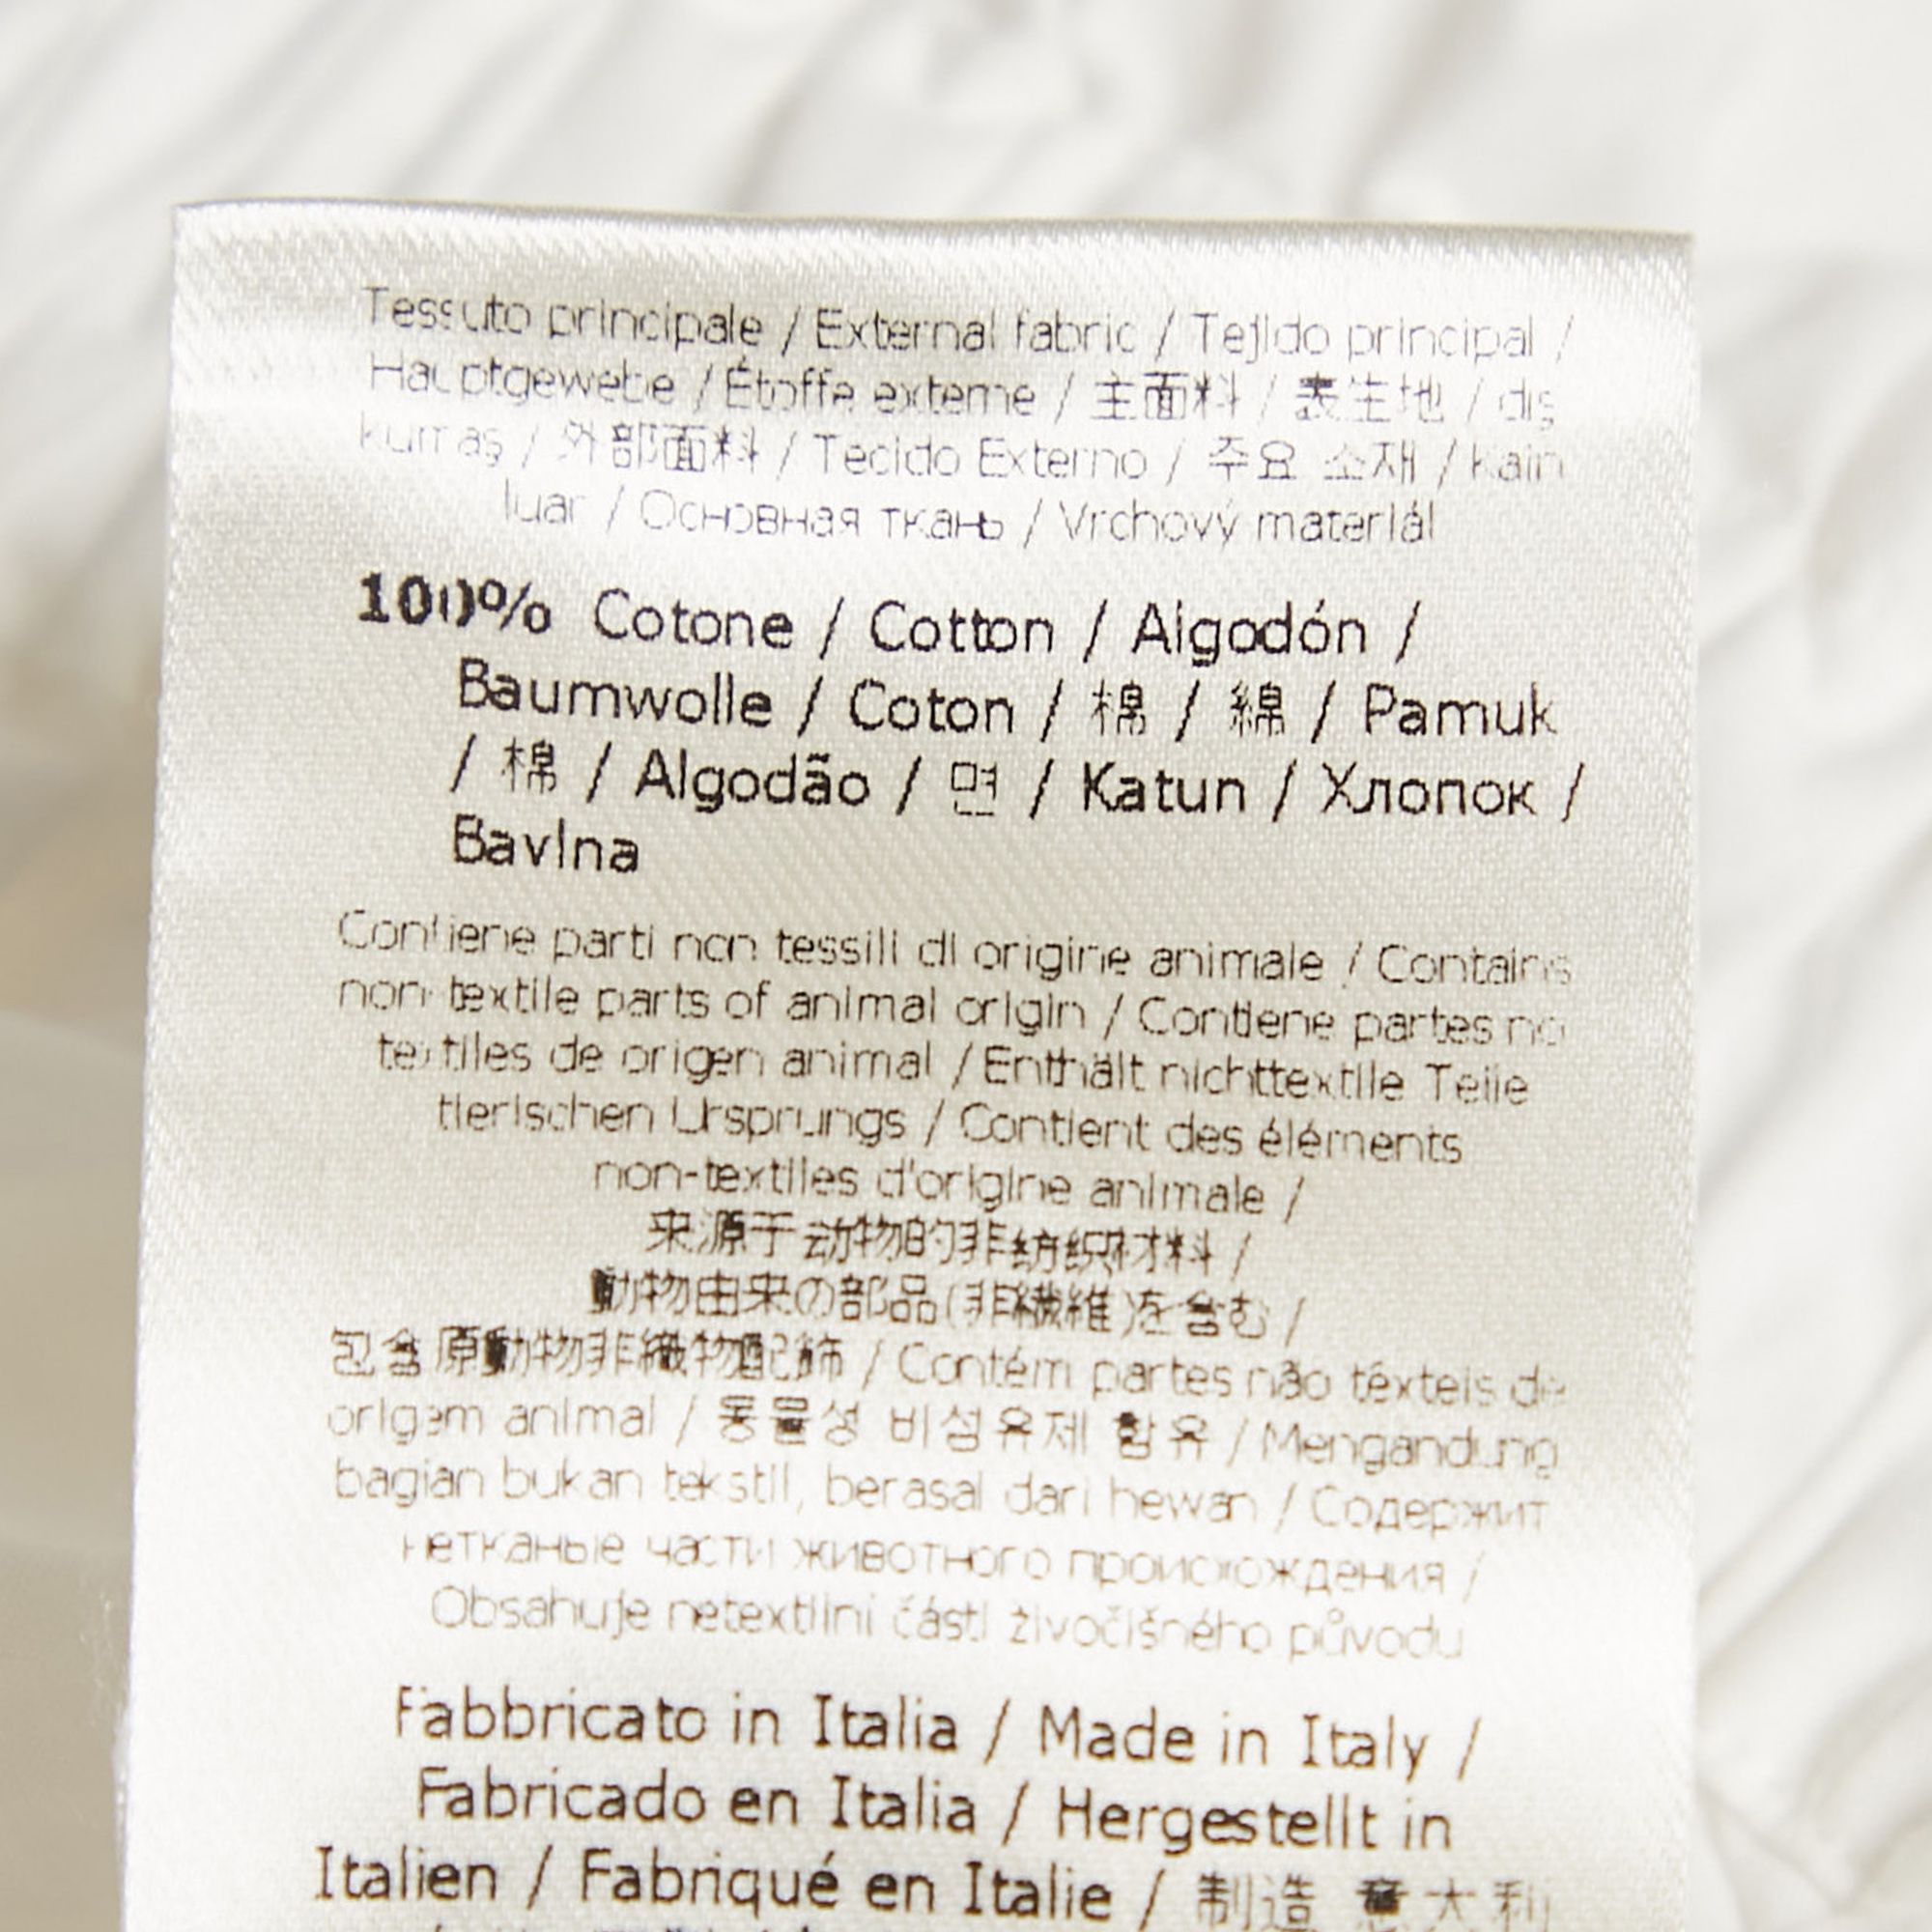 Tessuto principale / External fabric / Tejido principal /
Hauptgewebe / Étoffe externe / 主面料 / 表生地 / dış
kumaş / 外部面料 / Tecido Externo / 주요 소재 / Kain
luar / Основная ткань / Vrchový materiál
100% Cotone / Cotton / Algodón /
Baumwolle / Coton / 棉 / 綿 / Pamuk
/ 棉 / Algodão / 면 / Katun / Хлопок /
Bavlna
Contiene parti non tessili di origine animale / Contains
non-textile parts of animal origin / Contiene partes no
textiles de origen animal / Enthält nichttextile Teile
tierischen Ursprungs / Contient des éléments
non-textiles d'origine animale /
来源于动物的非纺织材料 /
動物由来の部品(非繊維)を含む /
包含原動物非織物配飾 / Contém partes não têxteis de
origem animal / 동물성 비섬유제 함유 / Mengandung
bagian bukan tekstil, berasal dari hewan / Содержит
нетканые части животного происхождения /
Obsahuje netextilní části živočišného původu
Fabbricato in Italia / Made in Italy /
Fabricado en Italia / Hergestellt in
Italien / Fabriqué en Italie / 制造 意大利